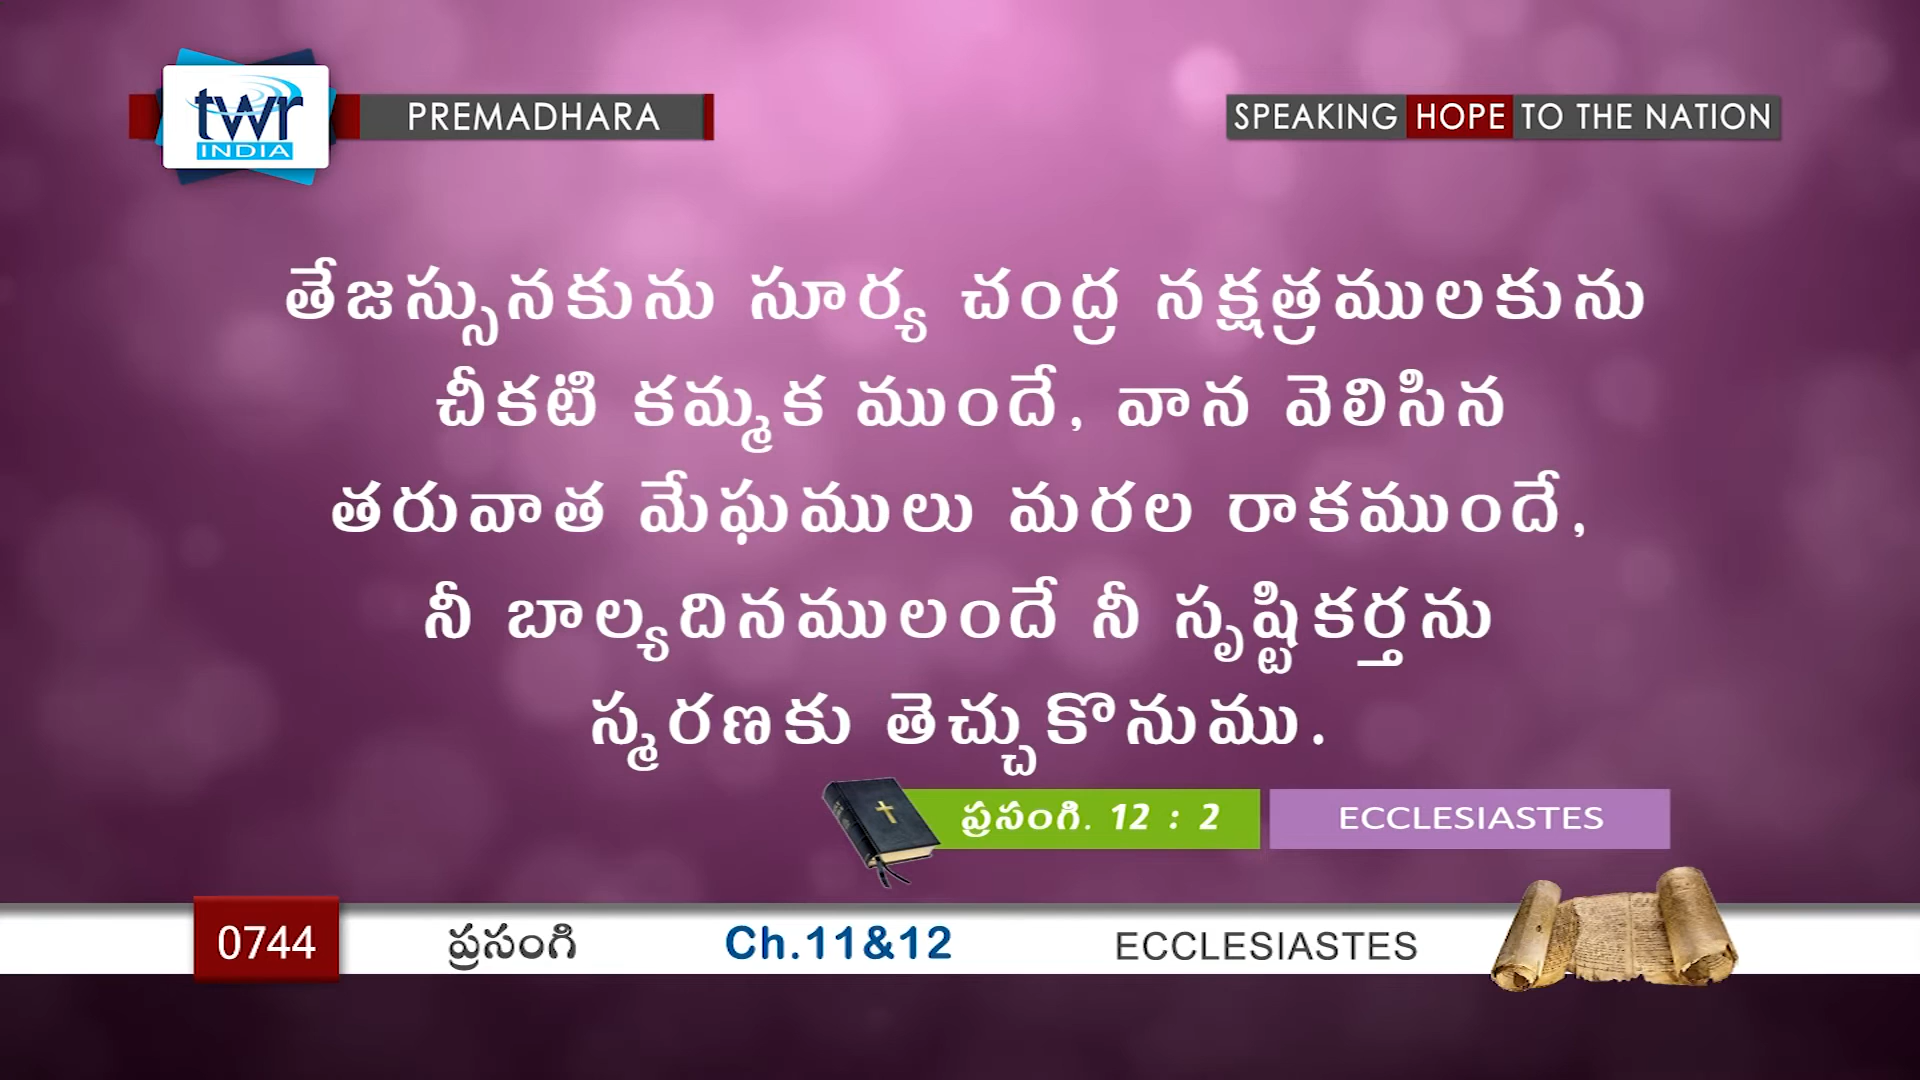 twr
INDIA
PREMADHARA
SPEAKING HOPE TO THE NATION
తేజస్సునకును సూర్య చంద్ర నక్షత్రములకును
చీకటి కమ్మక ముందే, వాన వెలిసిన
తరువాత మేఘములు మరల రాకముందే,
నీ బాల్యదినములందే నీ సృష్టికర్తను
స్మరణకు తెచ్చుకొనుము.
ప్రసంగి. 12 : 2
ECCLESIASTES
0744
ప్రసంగి
Ch.11&12
ECCLESIASTES